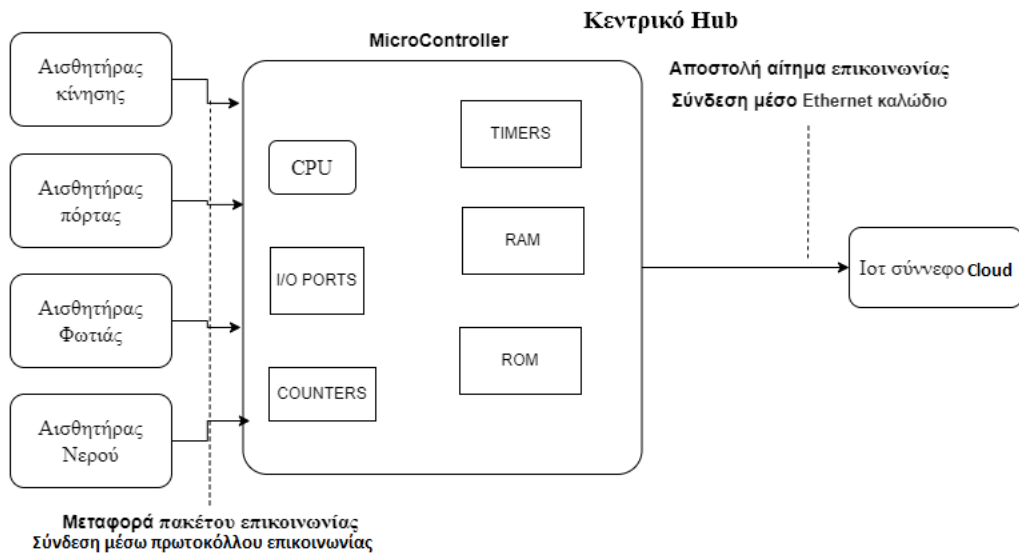 Κεντρικό Hub
MicroController
Αισθητήρας
κίνησης
Αισθητήρας
πόρτας
Αισθητήρας
Φωτιάς
Αισθητήρας
Νερού
CPU
I/O PORTS
COUNTERS
TIMERS
RAM
ROM
Αποστολή αίτημα επικοινωνίας
Σύνδεση μέσο Ethernet καλώδιο
Ιοτ σύννεφο Cloud
Μεταφορά πακέτου επικοινωνίας
Σύνδεση μέσω πρωτοκόλλου επικοινωνίας